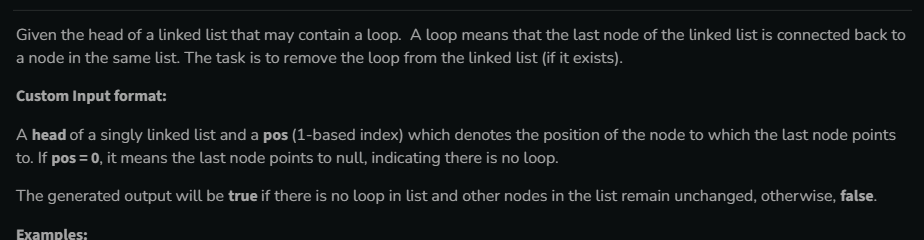 Given the head of a linked list that may contain a loop.  A loop means that the last node of the linked list is connected back to
a node in the same list. The task is to remove the loop from the linked list (if it exists).
Custom Input format:
A head of a singly linked list and a pos (1-based index) which denotes the position of the node to which the last node points
to. If pos = 0, it means the last node points to null, indicating there is no loop.
The generated output will be true if there is no loop in list and other nodes in the list remain unchanged, otherwise, false.
Examples: